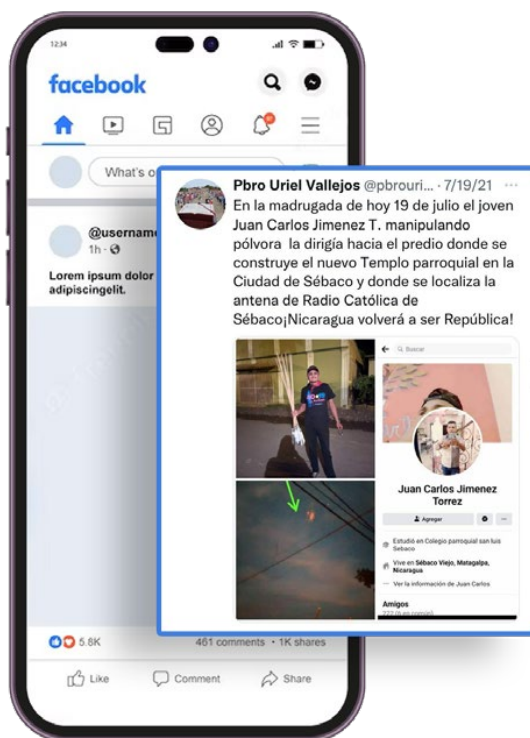 12:34
facebook
What's o
@username
1h ·
Lorem ipsum dolor
adipiscingelit.
Pbro Uriel Vallejos @pbrouri... · 7/19/21 ···
En la madrugada de hoy 19 de julio el joven
Juan Carlos Jimenez T. manipulando
pólvora la dirigía hacia el predio donde se
construye el nuevo Templo parroquial en la
Ciudad de Sébaco y donde se localiza la
antena de Radio Católica de
Sébaco¡Nicaragua volverá a ser República!
Buscar
Juan Carlos Jimenez
Torrez
Agregar
Estudió en Colegio parroquial san luis
Sebaco
Vive en Sébaco Viejo, Matagalpa,
Nicaragua
Ver la información de Juan Carlos
Amigos
5.8K
461 comments • 1K shares
Like
Comment
Share